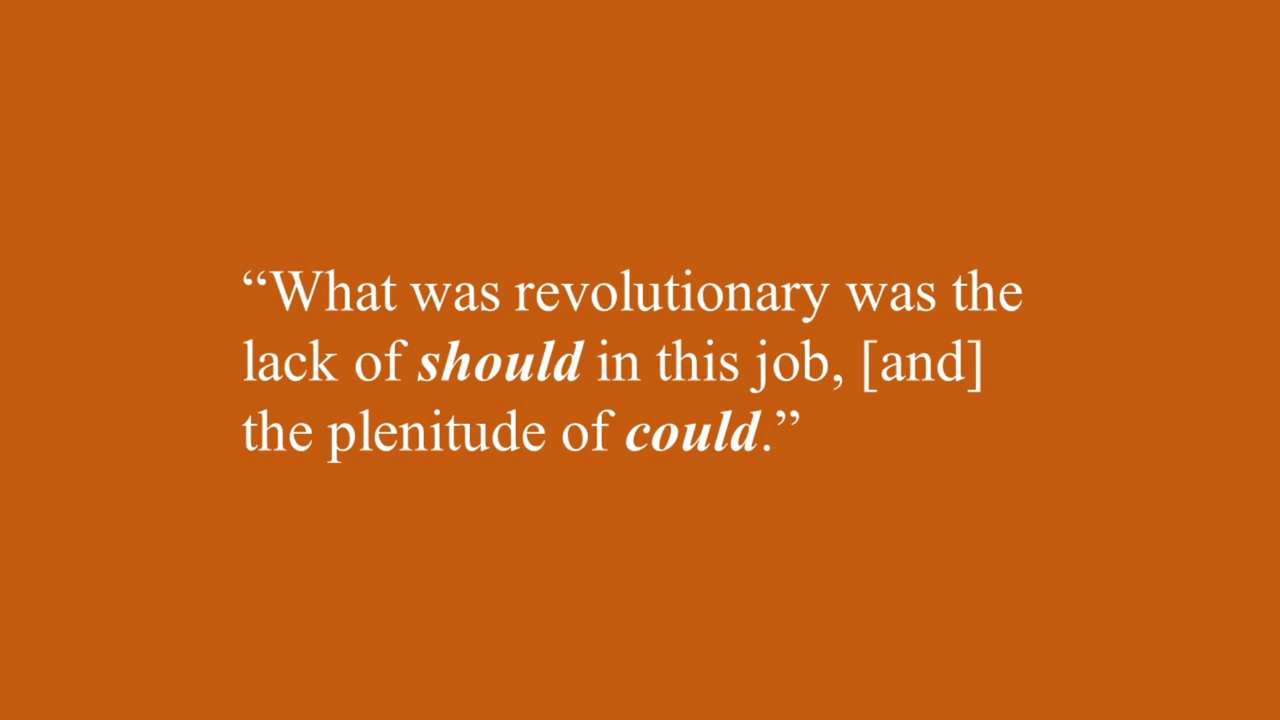 “What was revolutionary was the
lack of should in this job, [and]
the plenitude of could.”